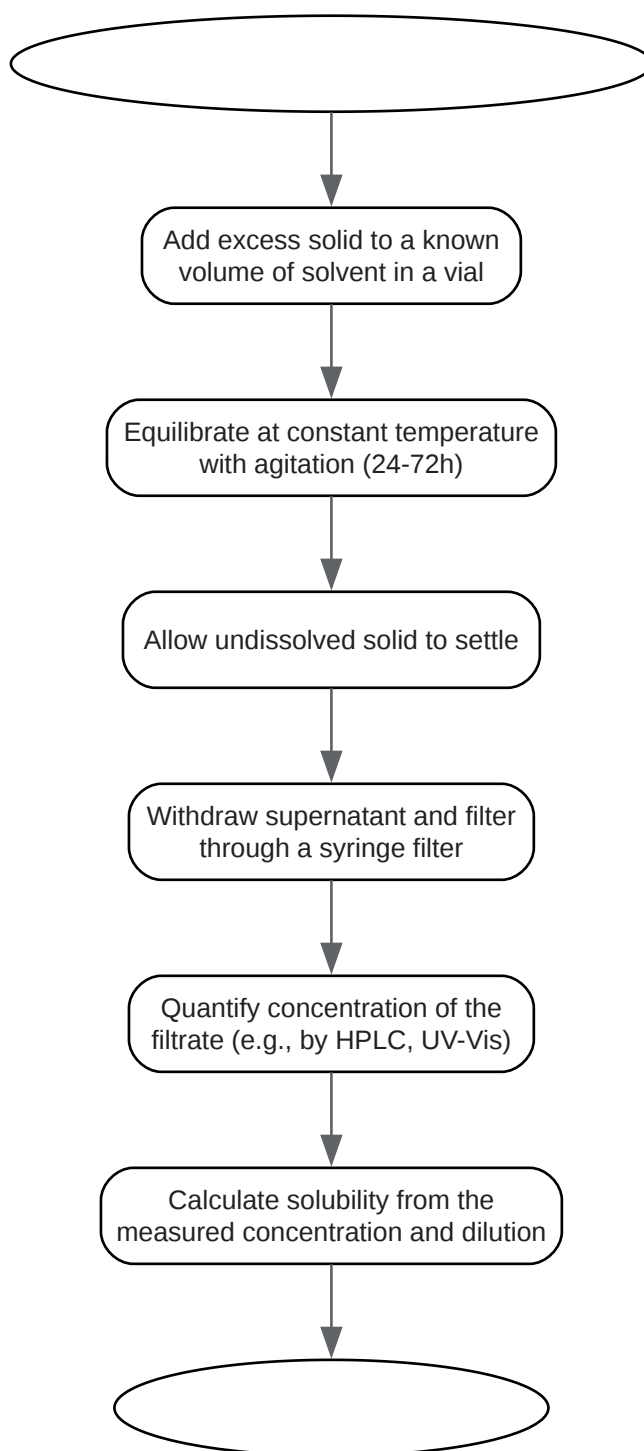 Add excess solid to a known
volume of solvent in a vial
Equilibrate at constant temperature
with agitation (24-72h)
Allow undissolved solid to settle
Withdraw supernatant and filter
through a syringe filter
Quantify concentration of the
filtrate (e.g., by HPLC, UV-Vis)
Calculate solubility from the
measured concentration and dilution